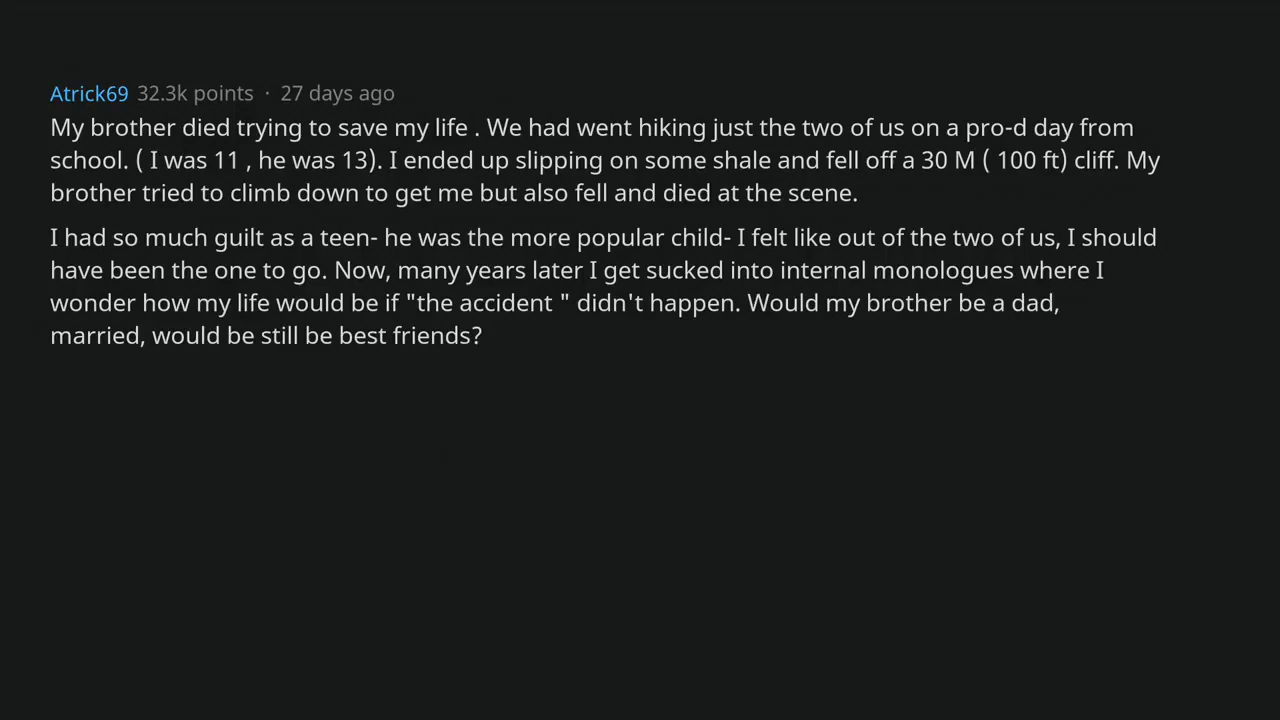 Atrick69 32.3k points · 27 days ago
My brother died trying to save my life . We had went hiking just the two of us on a pro-d day from
school. ( I was 11 , he was 13). I ended up slipping on some shale and fell off a 30 M ( 100 ft) cliff. My
brother tried to climb down to get me but also fell and died at the scene.
I had so much guilt as a teen- he was the more popular child- I felt like out of the two of us, I should
have been the one to go. Now, many years later I get sucked into internal monologues where I
wonder how my life would be if "the accident " didn't happen. Would my brother be a dad,
married, would be still be best friends?